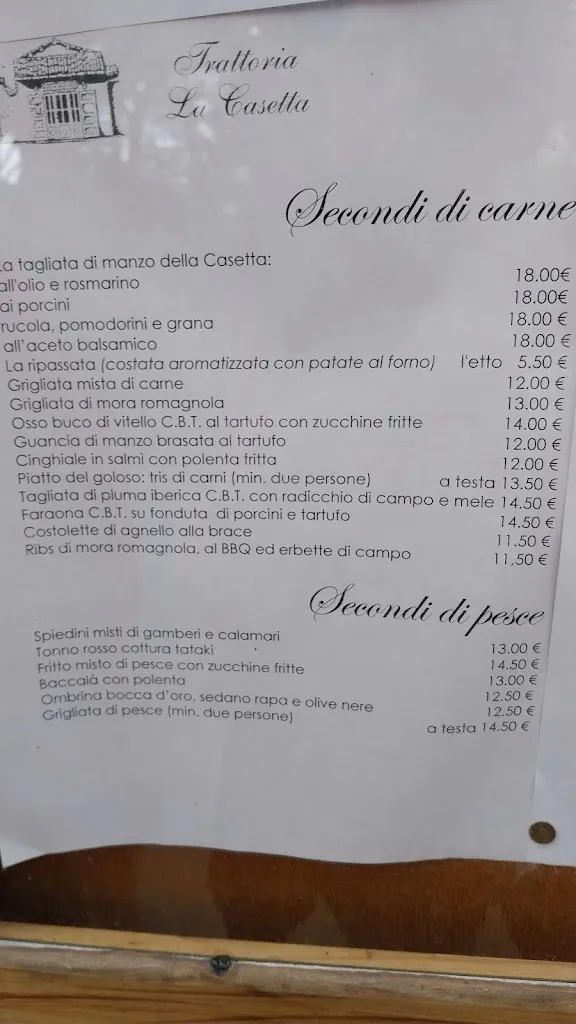 Trattoria
La Casetta
Secondi di carne
La tagliata di manzo della Casetta:
all'olio e rosmarino 18.00€
ai porcini 18.00€
rucola, pomodorini e grana 18.00 €
all'aceto balsamico 18.00 €
La ripassata (costata aromatizzata con patate al forno) l'etto 5.50 €
Grigliata mista di carne 12.00 €
Grigliata di mora romagnola 13.00 €
Osso buco di vitello C.B.T. al tartufo con zucchine fritte 14.00 €
Guancia di manzo brasata al tartufo 12.00 €
Cinghiale in salmì con polenta fritta 12.00 €
Piatto del goloso: tris di carni (min. due persone) a testa 13.50 €
Tagliata di pluma iberica C.B.T. con radicchio di campo e mele 14.50 €
Faraona C.B.T. su fonduta di porcini e tartufo 14.50 €
Costolette di agnello alla brace 11.50 €
Ribs di mora romagnola, al BBQ ed erbette di campo 11,50 €
Secondi di pesce
Spiedini misti di gamberi e calamari 13.00 €
Tonno rosso cottura tataki 14.50 €
Fritto misto di pesce con zucchine fritte 13.00 €
Baccalà con polenta 12.50 €
Ombrina bocca d'oro, sedano rapa e olive nere 12.50 €
Grigliata di pesce (min. due persone) a testa 14.50 €